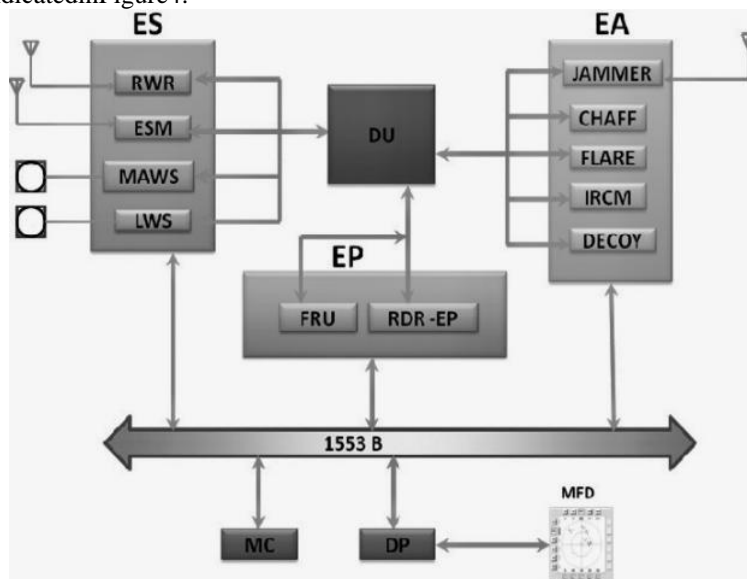 dicatedinFigure4.
ES
EA
RWR
ESM
MAWS
LWS
DU
JAMMER
CHAFF
FLARE
IRCM
DECOY
EP
FRU
RDR -EP
1553 B
MC
DP
MFD